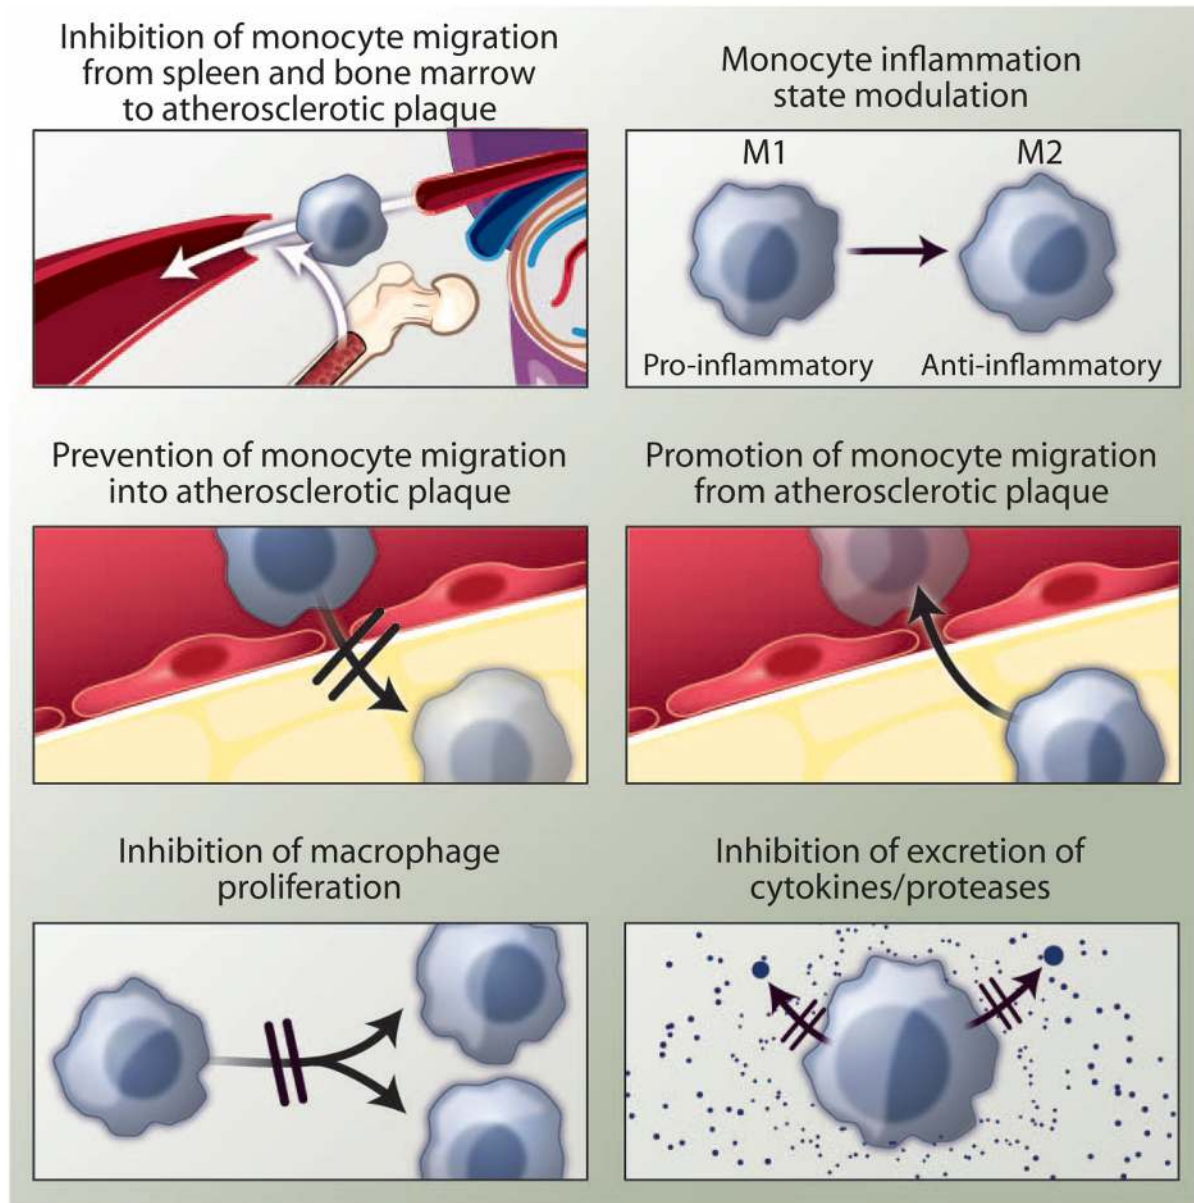 Inhibition of monocyte migration
from spleen and bone marrow
to atherosclerotic plaque
Monocyte inflammation
state modulation
M1
M2
Pro-inflammatory
Anti-inflammatory
Prevention of monocyte migration
into atherosclerotic plaque
Promotion of monocyte migration
from atherosclerotic plaque
Inhibition of macrophage
proliferation
Inhibition of excretion of
cytokines/proteases